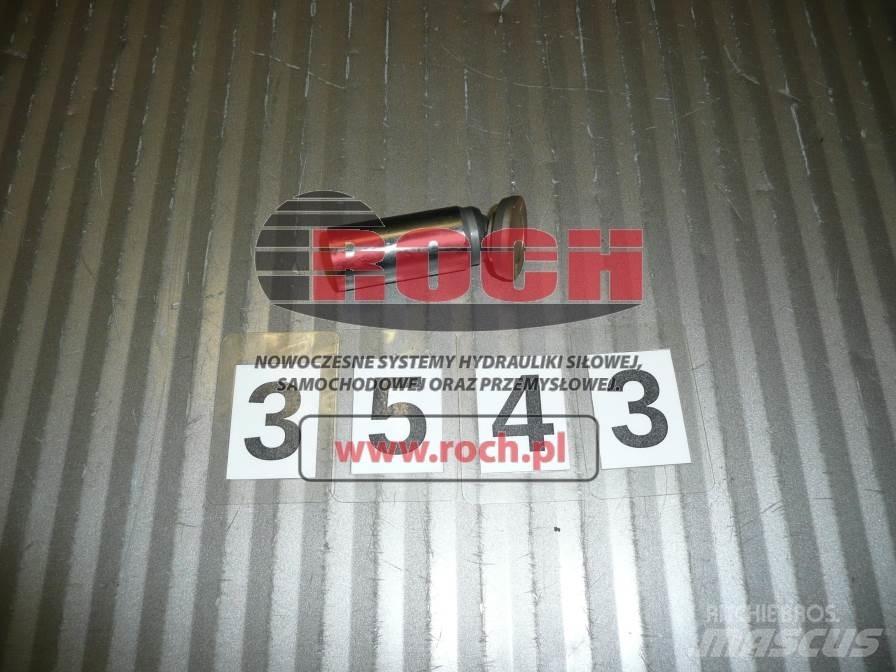 ROCH
NOWOCZESNE SYSTEMY HYDRAULIKI SIŁOWEJ,
SAMOCHODOWEJ ORAZ PRZEMYSŁOWEJ.
3 5 4 3
www.roch.pl
RITCHIE BROS.
MASCUS